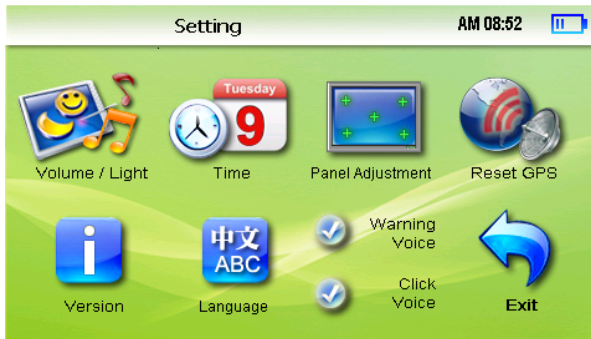 Setting
AM 08:52
Tuesday
9
Volume / Light
Time
Panel Adjustment
Reset GPS
i
中文
ABC
Warning
Voice
Click
Voice
Version
Language
Exit